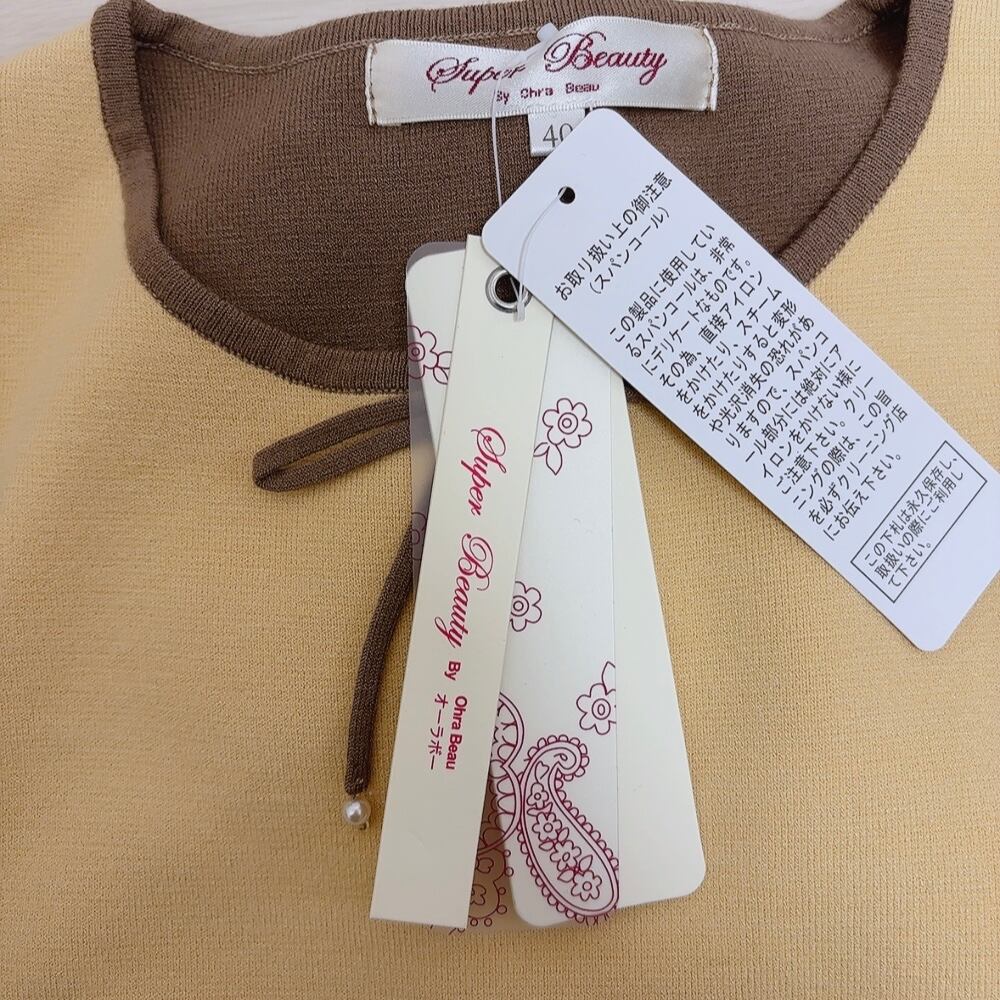 Super Beauty
By Ohra Beau
40
お取り扱い上の御注意
(スパンコール)
この製品に使用してい
るスパンコールは、非常
にデリケートなものです。
その為、直接アイロン
をかけたり、スチーム
をかけたりすると変形
や光沢消失の恐れがあ
りますので、スパンコ
ール部分には絶対にア
イロンをかけない様に
ご注意下さい。クリー
ニングの際は、この旨
を必ずクリーニング店
にお伝え下さい。
この下札は永久保存し
取扱いの際にご利用し
て下さい。
Super Beauty By Ohra Beau
オーラボー